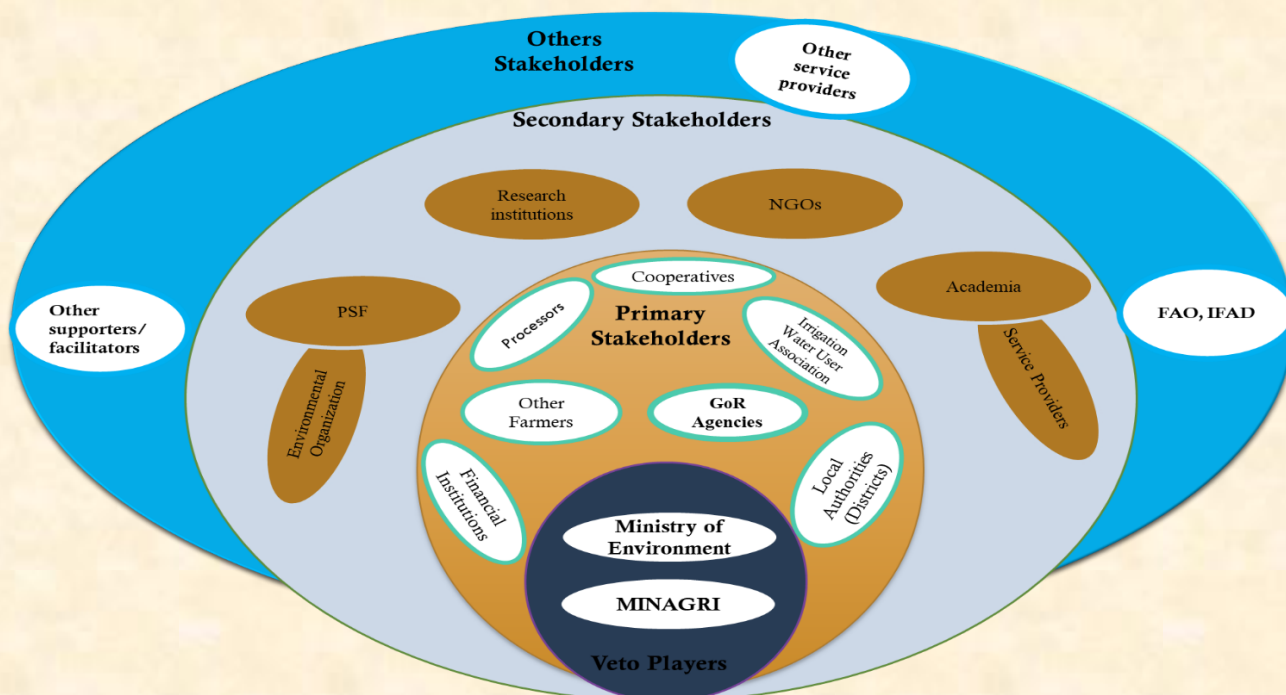 Others
Stakeholders
Other
service
providers
Secondary Stakeholders
Research
institutions
NGOs
Cooperatives
Academia
PSF
Other
supporters/
facilitators
FAO, IFAD
Processors
Primary
Stakeholders
Irrigation
Water User
Association
Service Providers
Environmental
Organization
Other
Farmers
GoR
Agencies
Financial
Institutions
Local
Authorities
(Districts)
Ministry of
Environment
MINAGRI
Veto Players